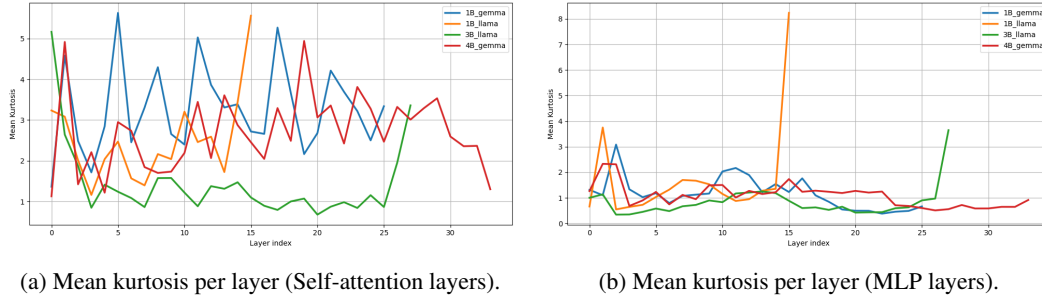 1B_gemma
1B_llama
3B_llama
4B_gemma
5
4
3
2
1
Mean Kurtosis
0
5
10
15
20
25
30
Layer index
(a) Mean kurtosis per layer (Self-attention layers).
1B_gemma
1B_llama
3B_llama
4B_gemma
8
7
6
5
4
3
2
1
0
Mean Kurtosis
0
5
10
15
20
25
30
Layer index
(b) Mean kurtosis per layer (MLP layers).